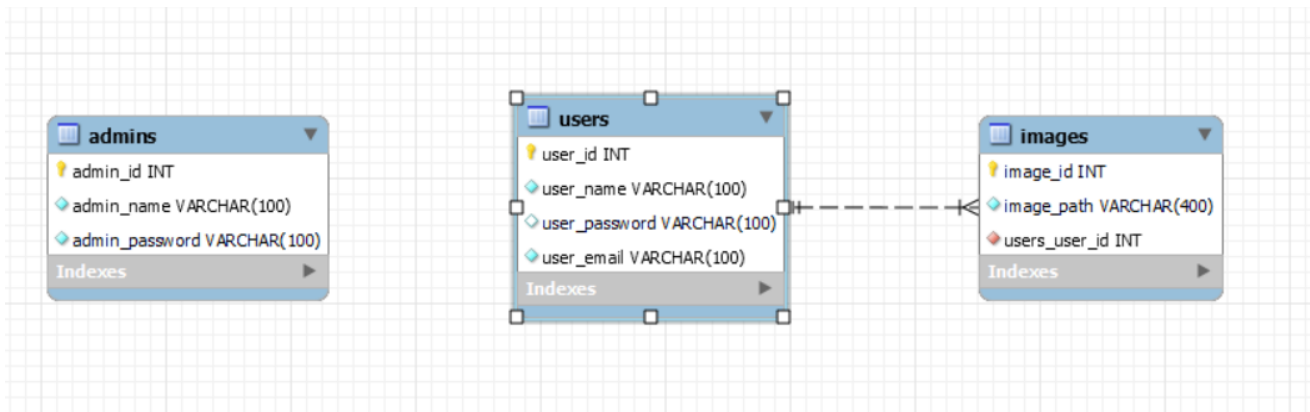 admins
admin_id INT
admin_name VARCHAR(100)
admin_password VARCHAR(100)
Indexes
users
user_id INT
user_name VARCHAR(100)
user_password VARCHAR(100)
user_email VARCHAR(100)
Indexes
images
image_id INT
image_path VARCHAR(400)
users_user_id INT
Indexes